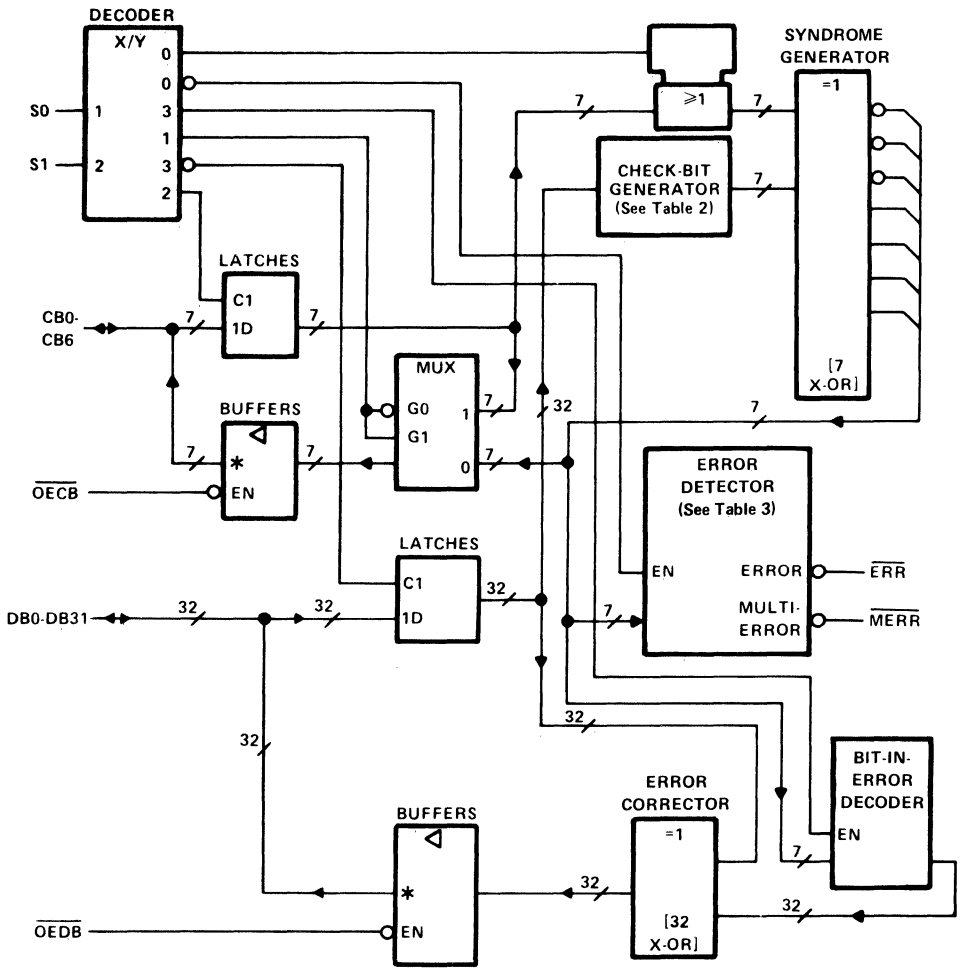 DECODER
X/Y
0
0
3
1
3
2
S0
1
S1
2
SYNDROME
GENERATOR
=1
[7
X-OR]
7
≥1
7
CHECK-BIT
GENERATOR
(See Table 2)
7
LATCHES
C1
1D
CB0-
CB6
7
7
MUX
G0
G1
1
0
7
7
32
7
BUFFERS
*
EN
7
7
OECB
ERROR
DETECTOR
(See Table 3)
EN
ERROR
MULTI-
ERROR
ERR
MERR
7
LATCHES
C1
1D
32
DB0-DB31
32
32
32
32
BIT-IN-
ERROR
DECODER
EN
7
32
ERROR
CORRECTOR
=1
[32
X-OR]
32
BUFFERS
*
EN
OEDB